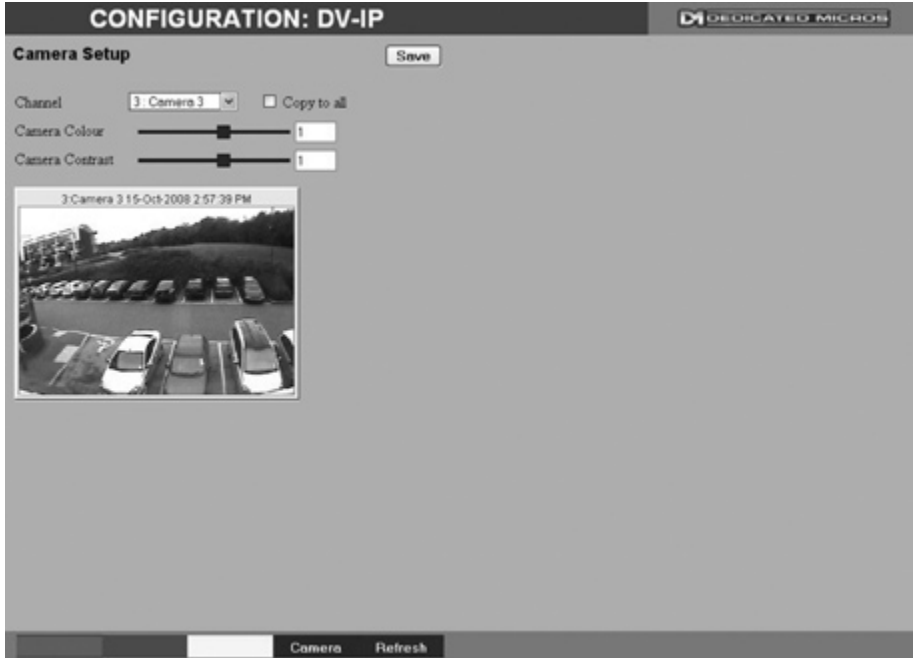 CONFIGURATION: DV-IP
DM DEDICATED MICROS
Camera Setup
Save
Channel 3 : Camera 3 Copy to all
Camera Colour 1
Camera Contrast 1
3:Camera 3 15-Oct-2008 2:57:39 PM
Camera Refresh